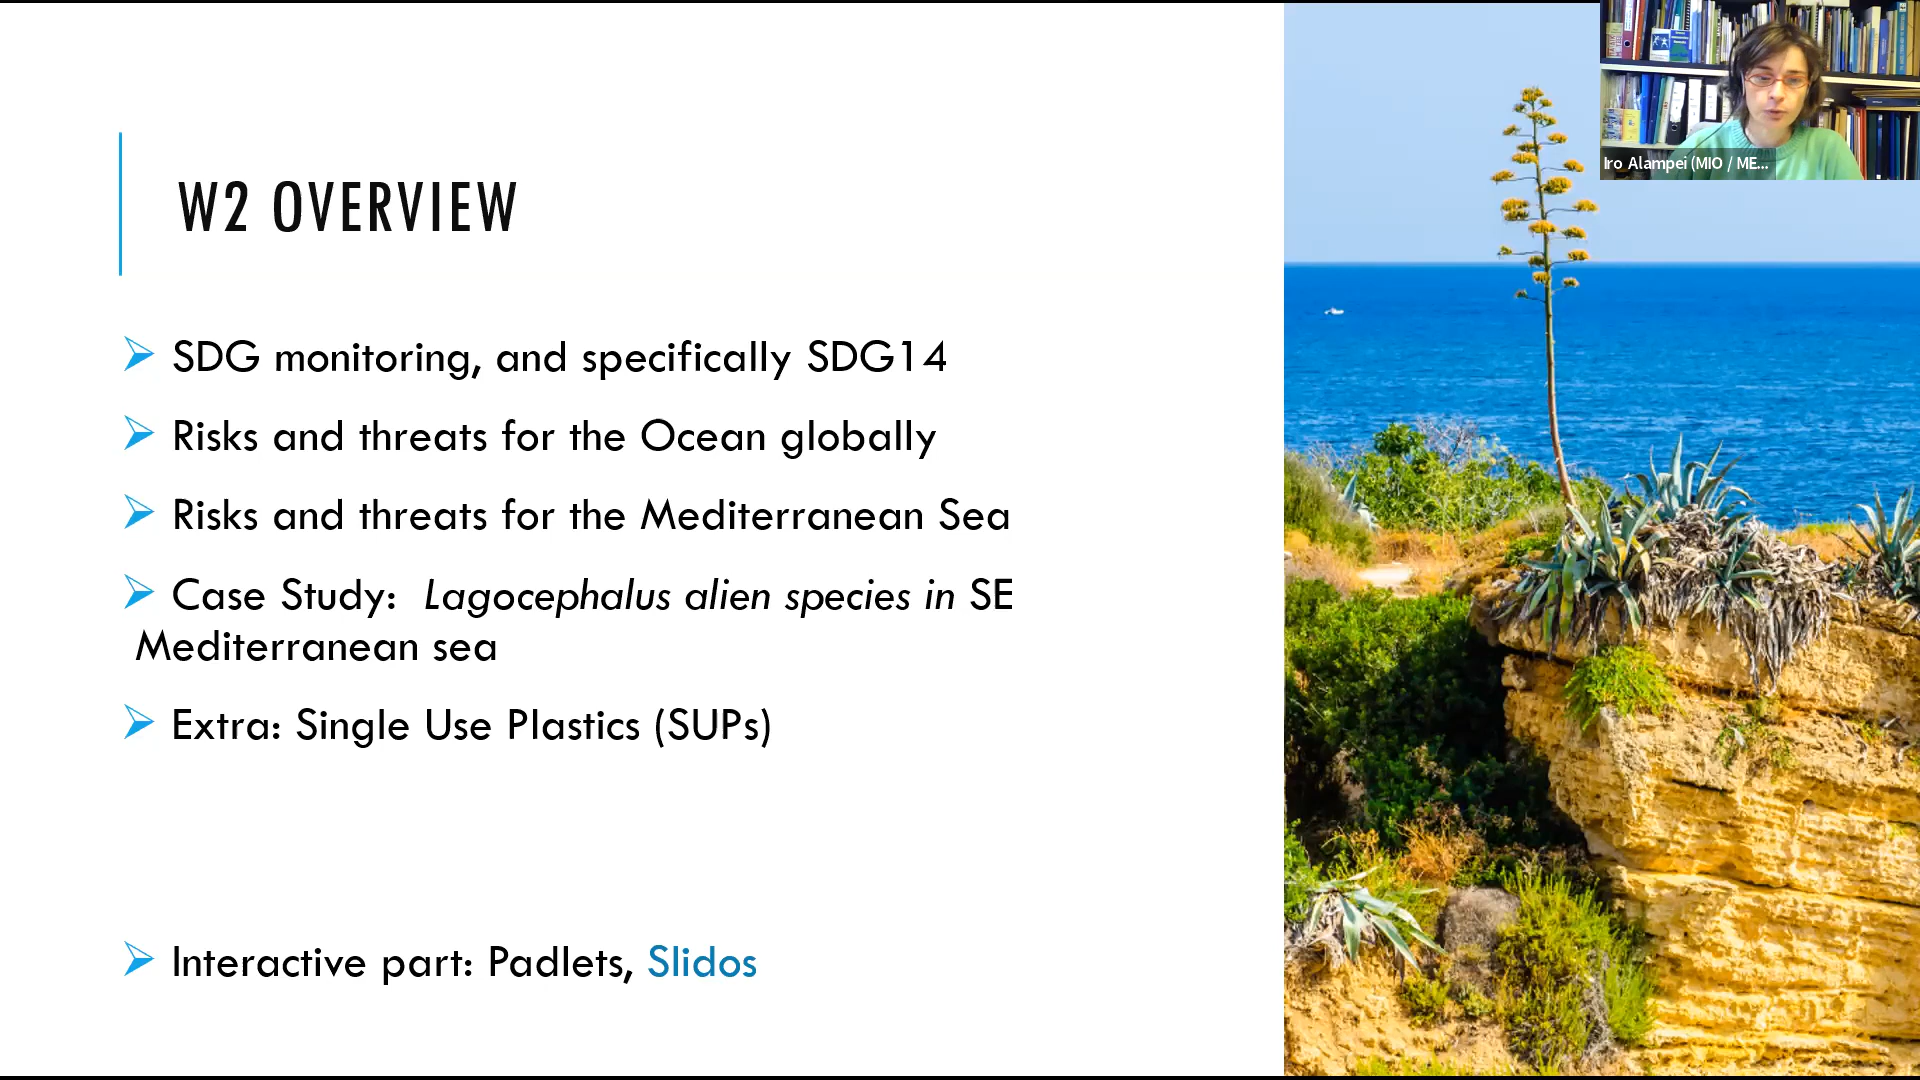 W2 OVERVIEW
SDG monitoring, and specifically SDG14
Risks and threats for the Ocean globally
Risks and threats for the Mediterranean Sea
Case Study: Lagocephalus alien species in SE
Mediterranean sea
Extra: Single Use Plastics (SUPs)
Interactive part: Padlets, Slidos
Iro Alampei (MIO / ME...